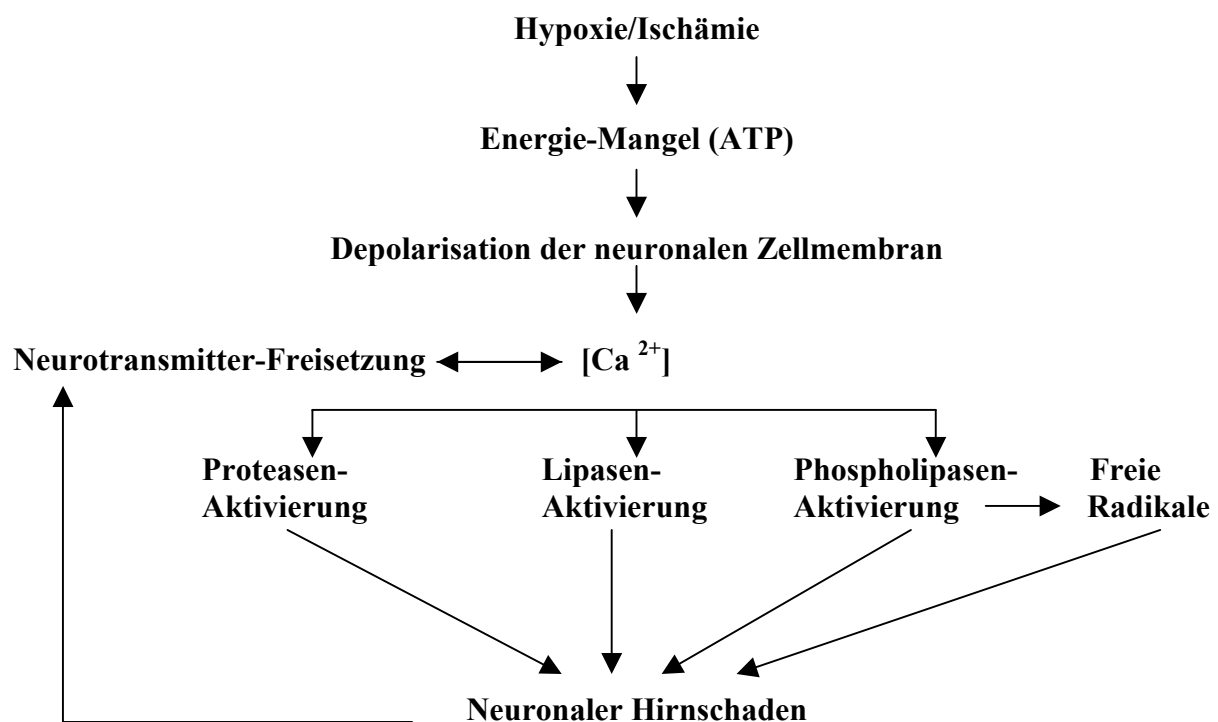 Hypoxie/Ischämie
Energie-Mangel (ATP)
Depolarisation der neuronalen Zellmembran
Neurotransmitter-Freisetzung [Ca 2+]
Proteasen- Lipasen- Phospholipasen- Freie
Aktivierung Aktivierung Aktivierung Radikale
Neuronaler Hirnschaden